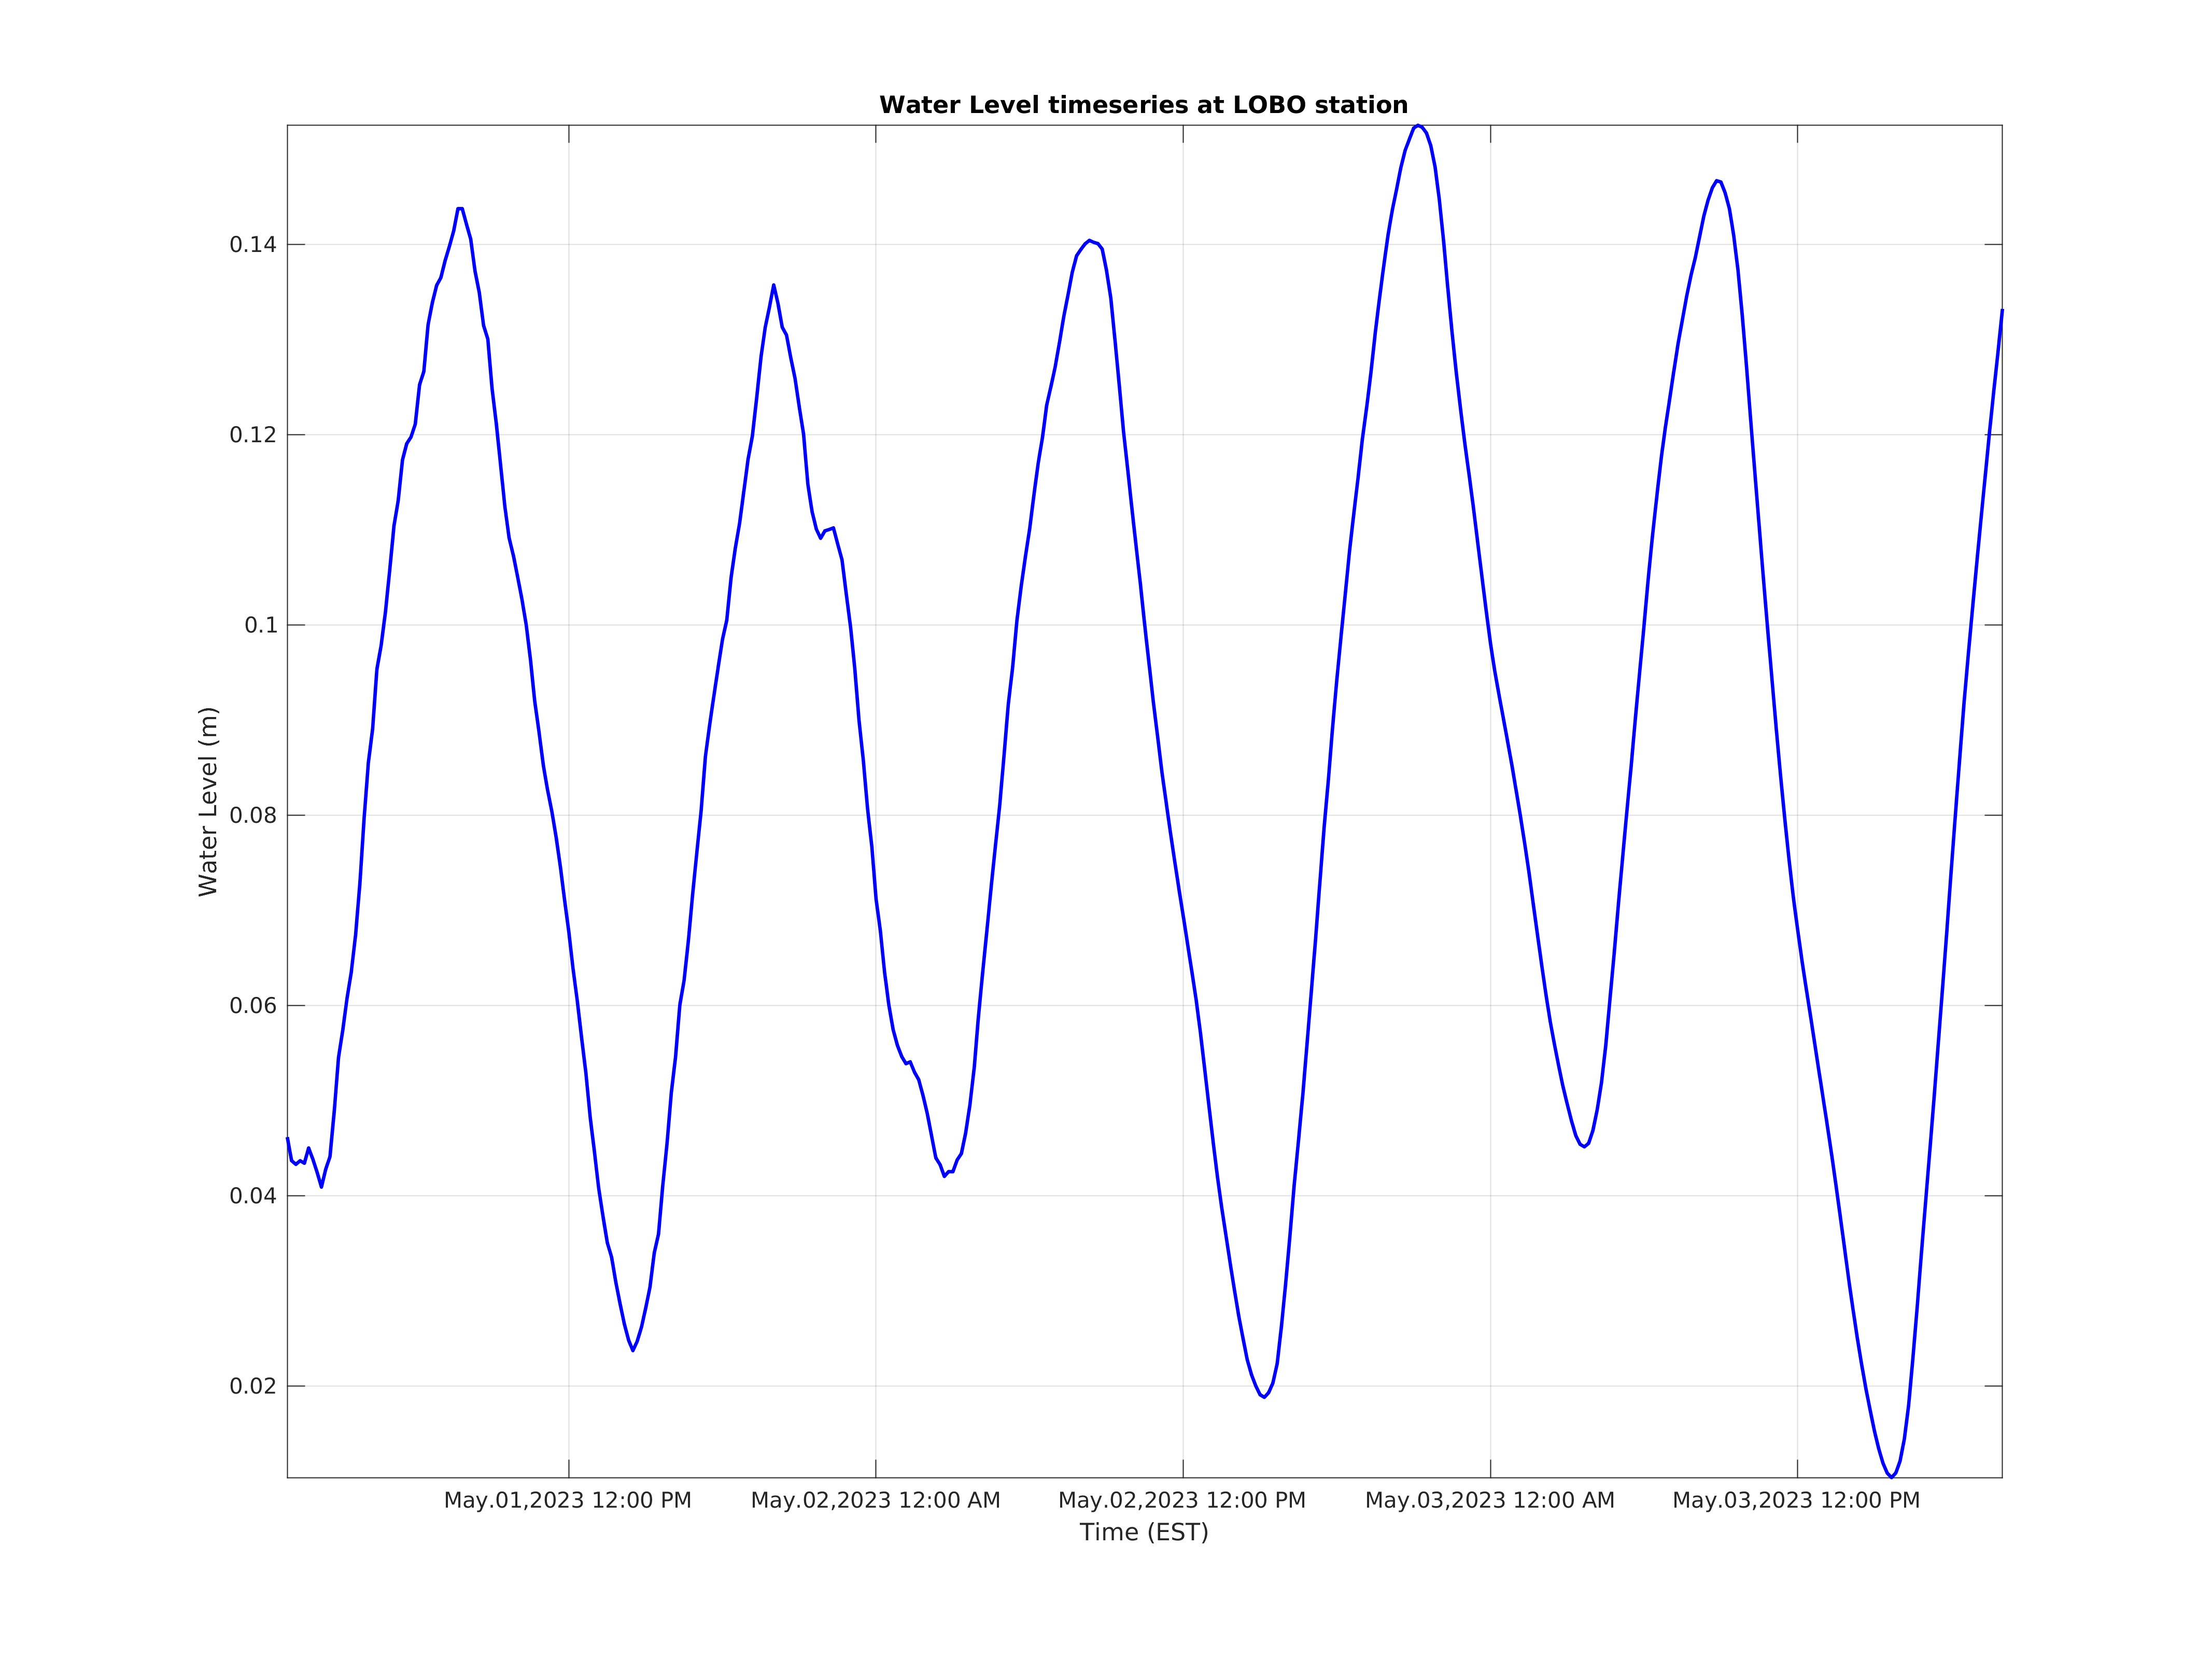 Water Level timeseries at LOBO station
0.14
0.12
0.1
0.08
0.06
0.04
0.02
Water Level (m)
May.01,2023 12:00 PM
May.02,2023 12:00 AM
May.02,2023 12:00 PM
May.03,2023 12:00 AM
May.03,2023 12:00 PM
Time (EST)